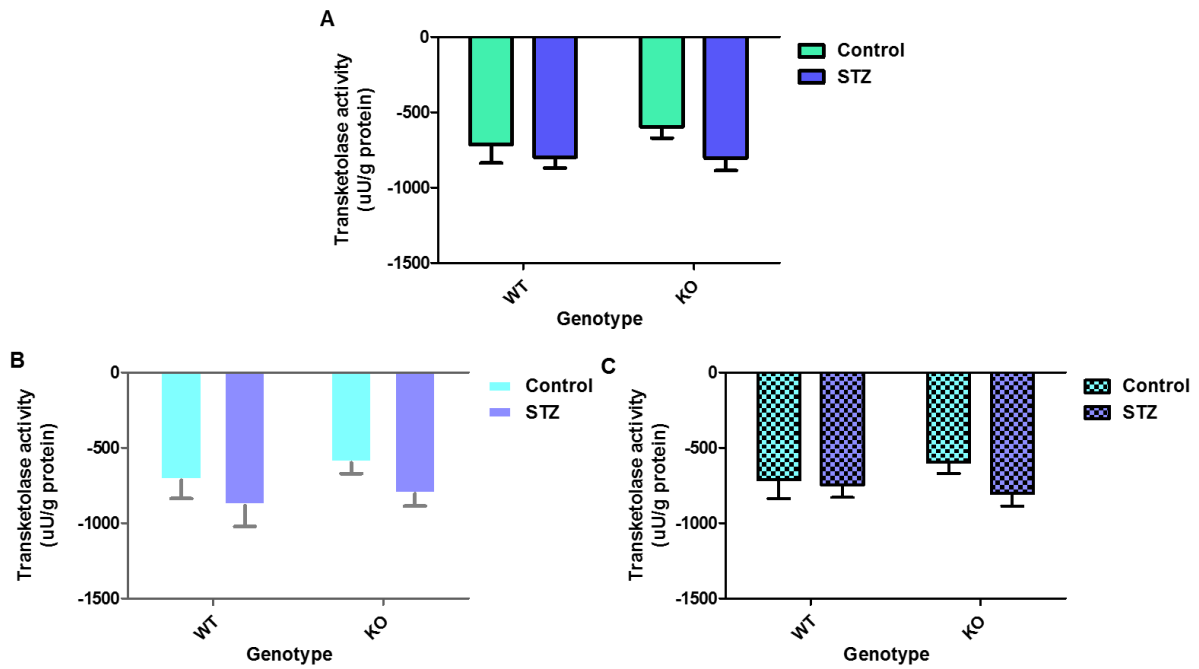 A
0
-500
-1000
-1500
Transketolase activity
(uU/g protein)
WT
KO
Genotype
Control
STZ
B
0
-500
-1000
-1500
Transketolase activity
(uU/g protein)
WT
KO
Genotype
Control
STZ
C
0
-500
-1000
-1500
Transketolase activity
(uU/g protein)
WT
KO
Genotype
Control
STZ